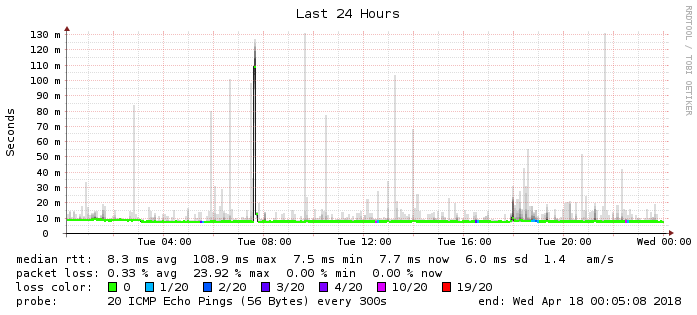 Last 24 Hours
RRDTOOL / TOBI OETIKER
Seconds
130 m
120 m
110 m
100 m
90 m
80 m
70 m
60 m
50 m
40 m
30 m
20 m
10 m
0
Tue 04:00 Tue 08:00 Tue 12:00 Tue 16:00 Tue 20:00 Wed 00:00
median rtt: 8.3 ms avg 108.9 ms max 7.5 ms min 7.7 ms now 6.0 ms sd 1.4 am/s
packet loss: 0.33 % avg 23.92 % max 0.00 % min 0.00 % now
loss color: 0 1/20 2/20 3/20 4/20 10/20 19/20
probe: 20 ICMP Echo Pings (56 Bytes) every 300s end: Wed Apr 18 00:05:08 2018